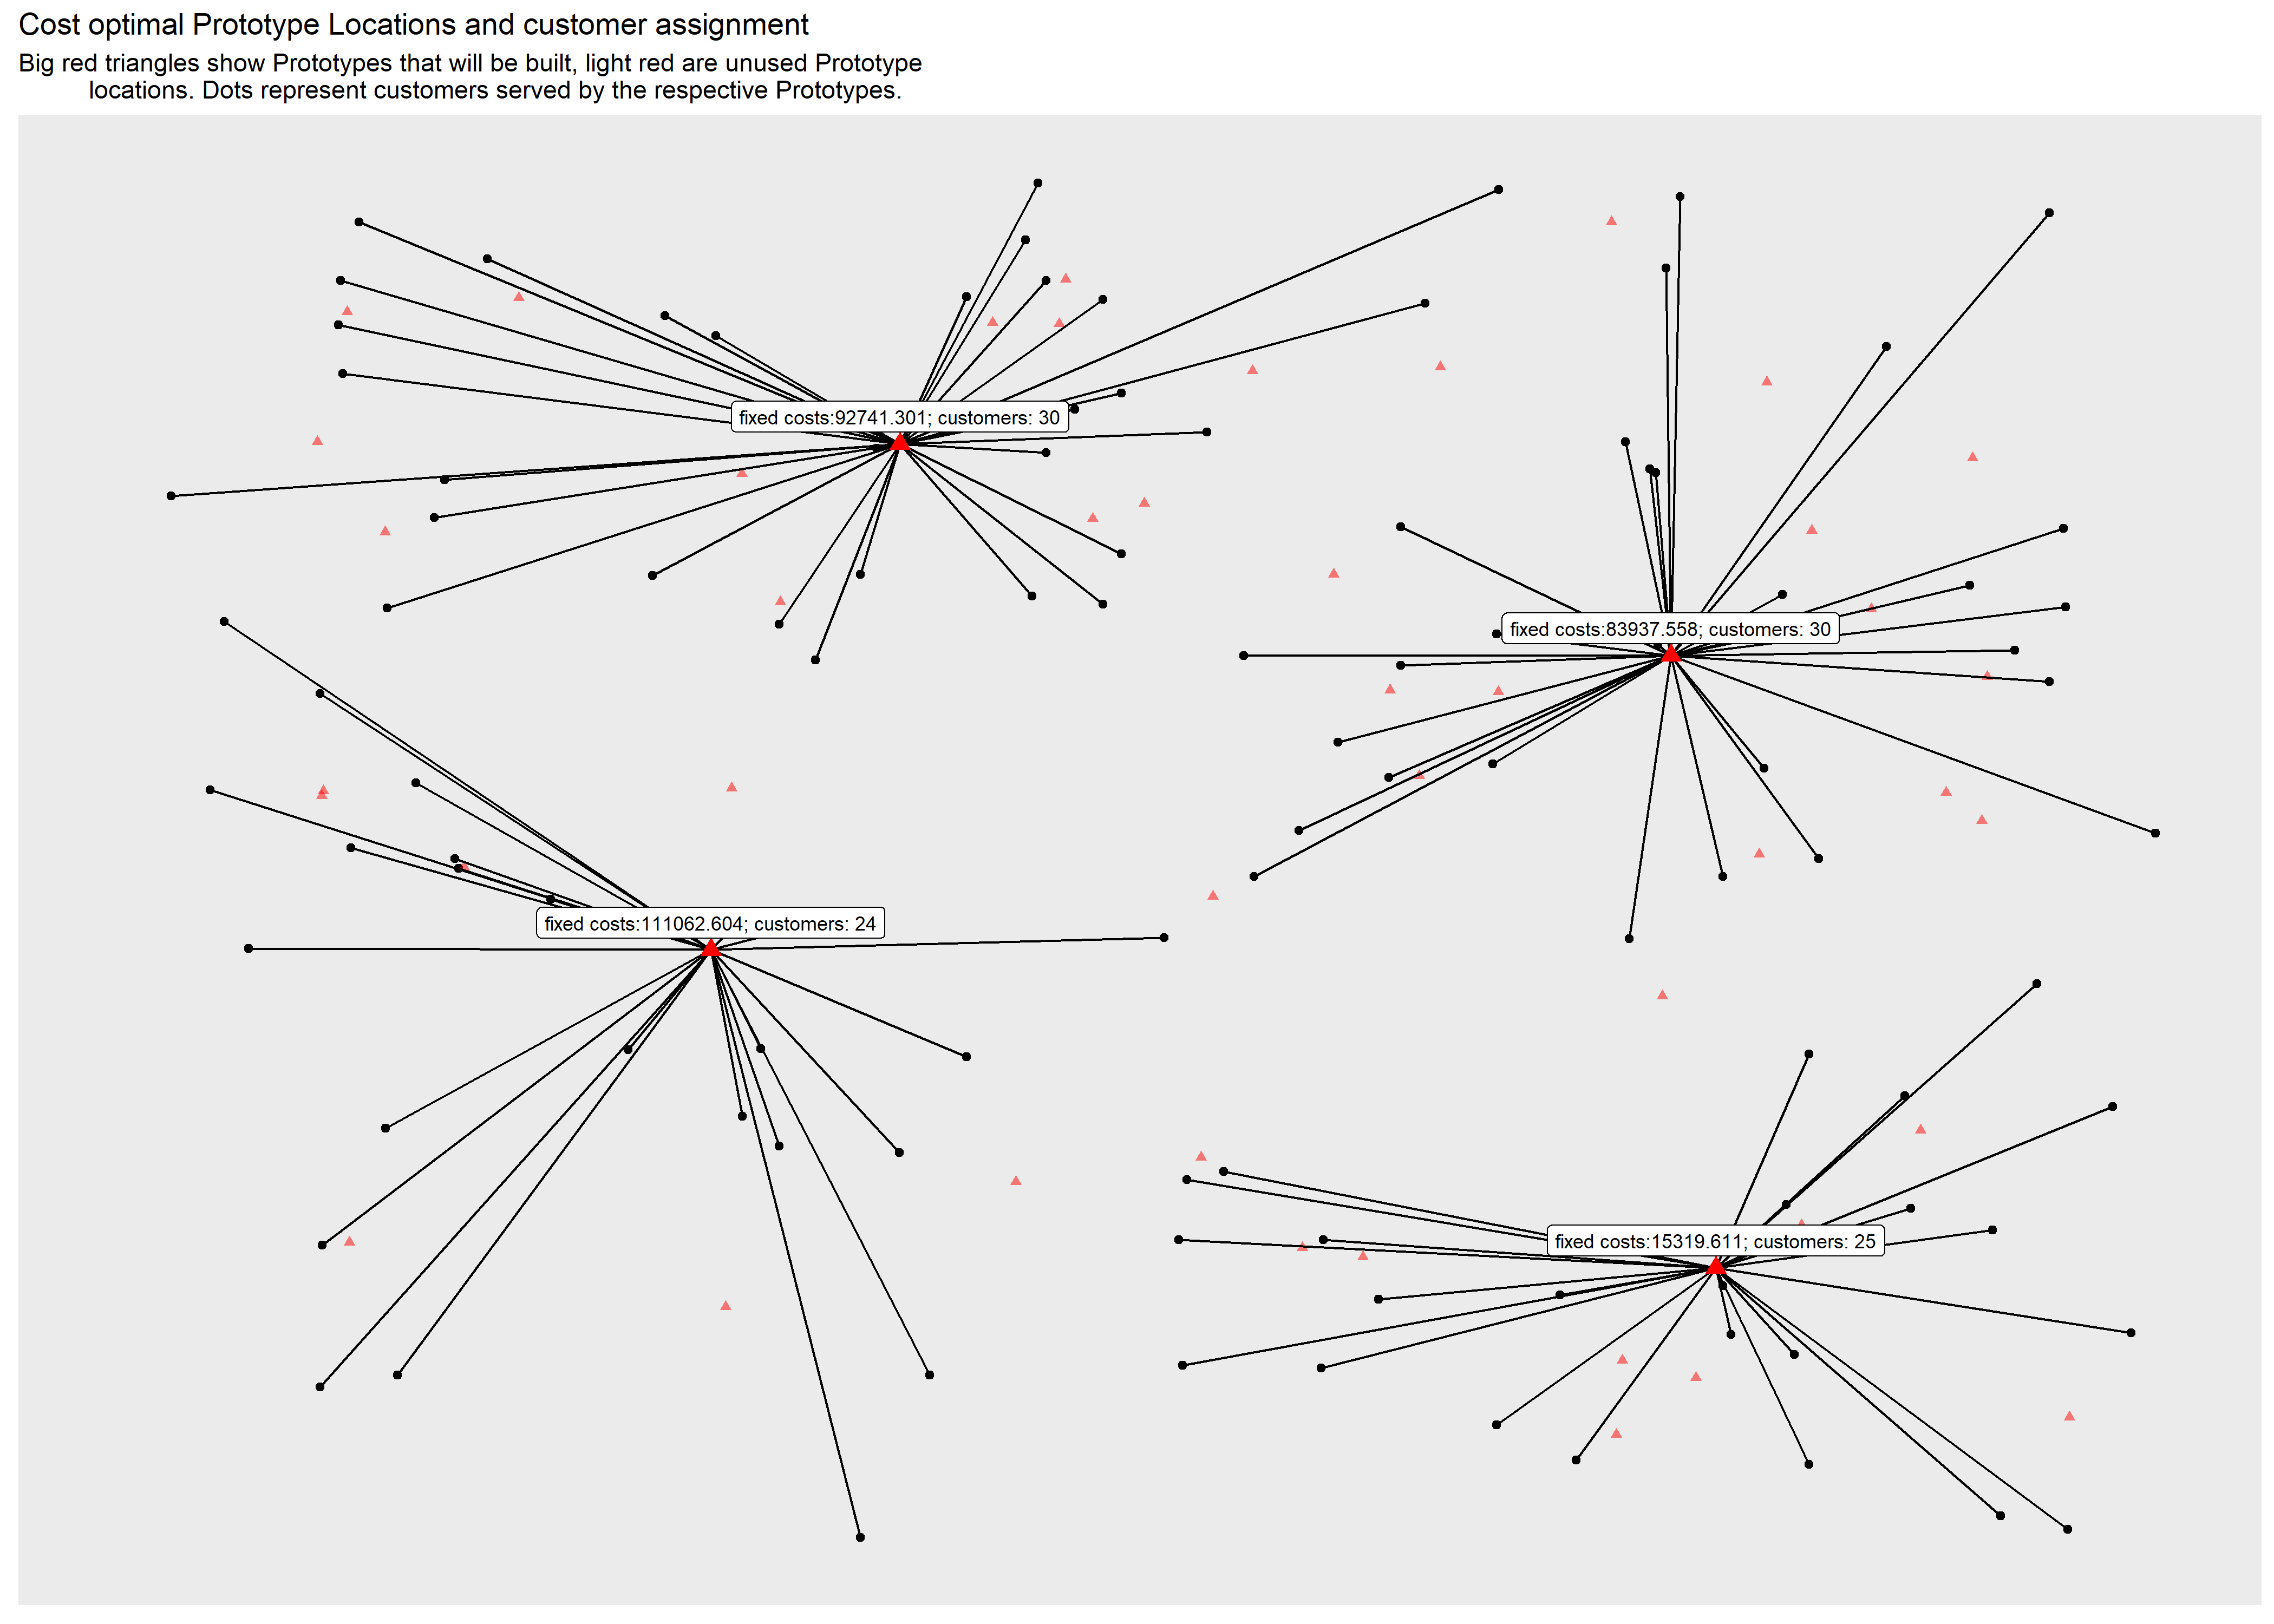 Cost optimal Prototype Locations and customer assignment
Big red triangles show Prototypes that will be built, light red are unused Prototype
locations. Dots represent customers served by the respective Prototypes.
fixed costs:92741.301; customers: 30
fixed costs:83937.558; customers: 30
fixed costs:111062.604; customers: 24
fixed costs:15319.611; customers: 25